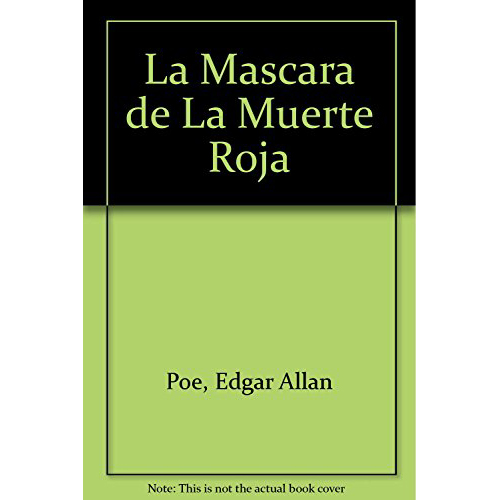 La Mascara
de La Muerte
Roja
Poe, Edgar Allan
Note: This is not the actual book cover